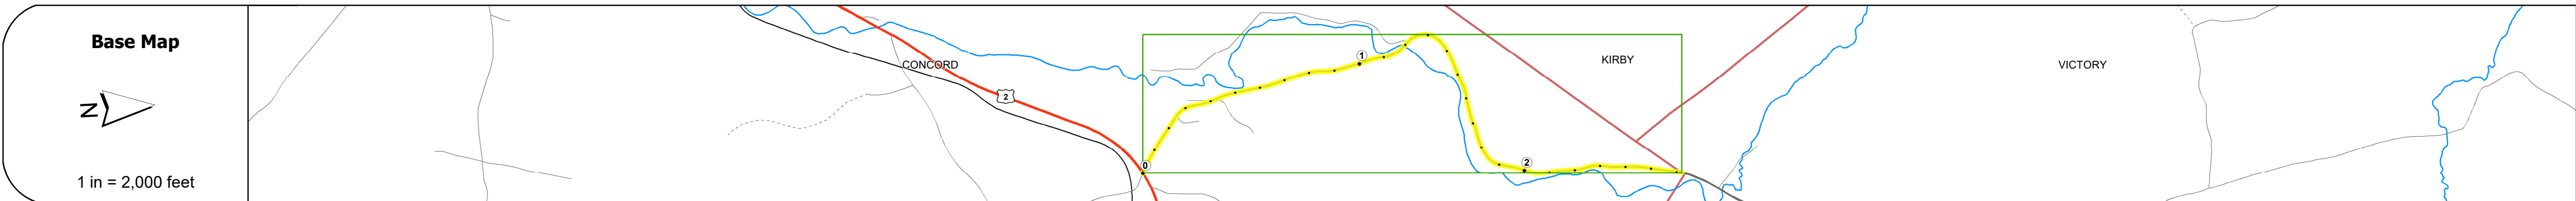 Base Map
N
1 in = 2,000 feet
CONCORD
2
0
1
2
KIRBY
VICTORY